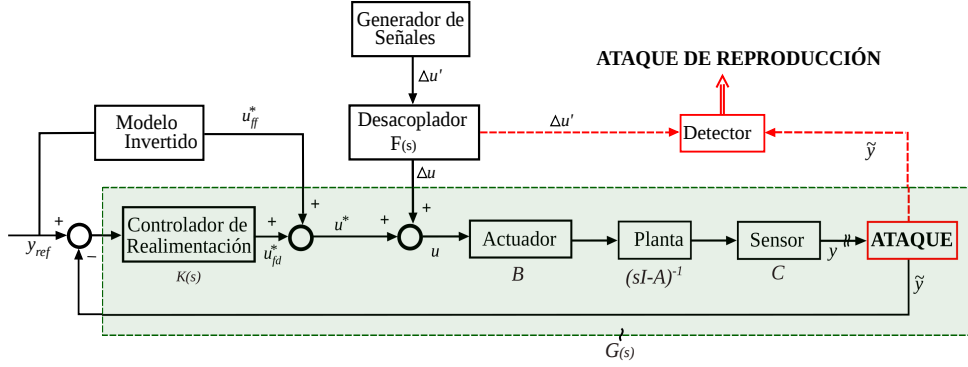 Generador de
Señales
Δu'
ATAQUE DE REPRODUCCIÓN
Modelo
Invertido
u*ff
Desacoplador
F(s)
Δu'
Detector
ỹ
Δu
+
yref
+
−
Controlador de
Realimentación
K(s)
+
u*fd
+
u*
+
+
u
Actuador
B
Planta
(sI-A)-1
Sensor
C
y
ATAQUE
ỹ
G̃(s)